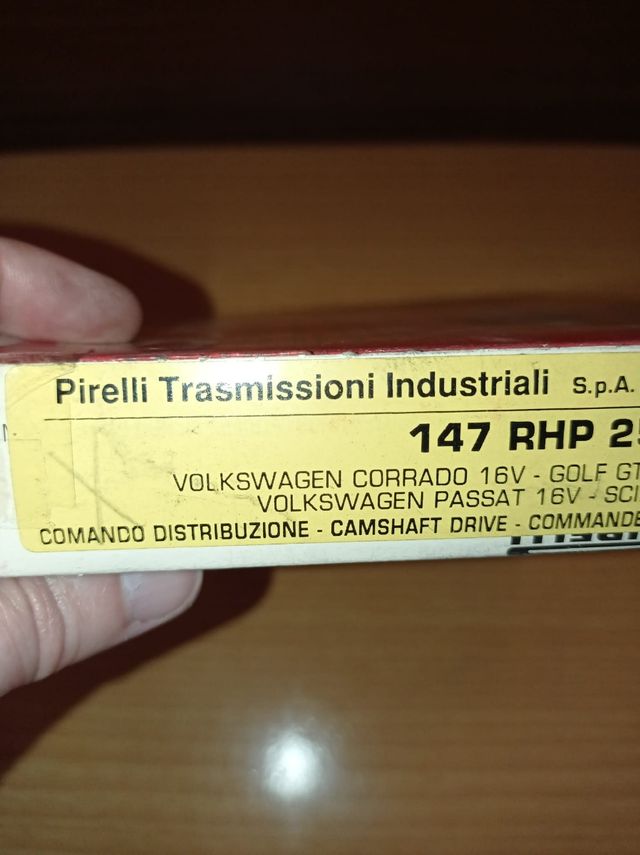 Pirelli Trasmissioni Industriali S.p.A.
147 RHP
VOLKSWAGEN CORRADO 16V - GOLF
VOLKSWAGEN PASSAT 16V -
COMANDO DISTRIBUZIONE - CAMSHAFT DRIVE -